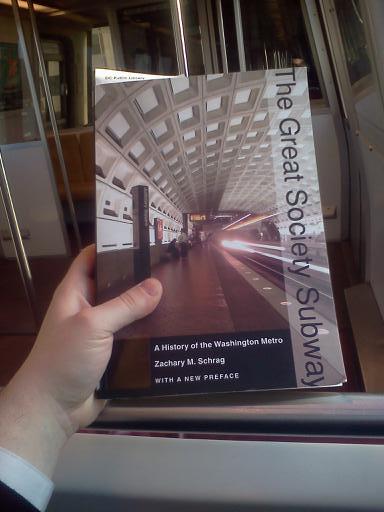 DC Public Library
The Great Society Subway
A History of the Washington Metro
Zachary M. Schrag
WITH A NEW PREFACE